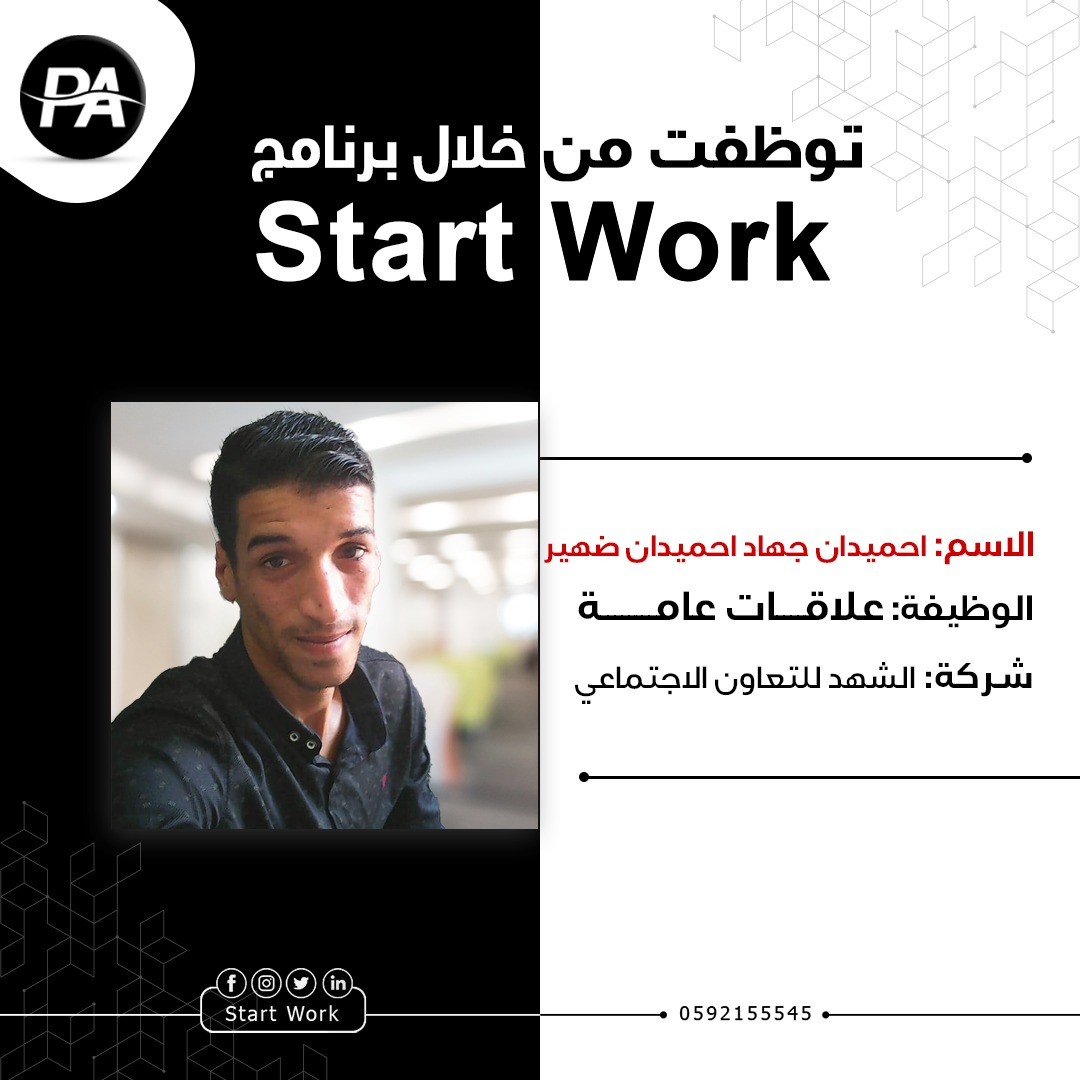 PA
توظفت من خلال برنامج
Start Work
الاسم: احميدان جهاد احميدان ضهير
الوظيفة: علاقـــات عامـــــــة
شركة: الشهد للتعاون الاجتماعي
Start Work
0592155545